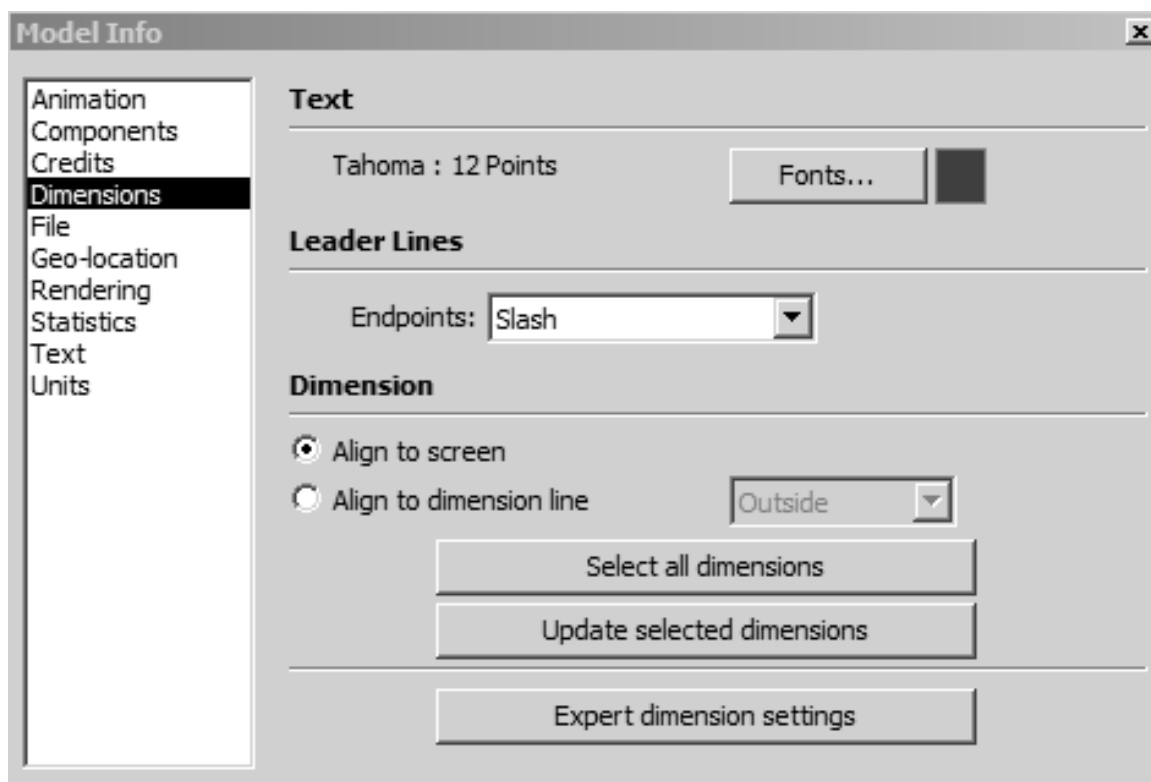 Model Info
Animation
Components
Credits
Dimensions
File
Geo-location
Rendering
Statistics
Text
Units
Text
Tahoma : 12 Points
Fonts...
Leader Lines
Endpoints: Slash
Dimension
Align to screen
Align to dimension line
Outside
Select all dimensions
Update selected dimensions
Expert dimension settings